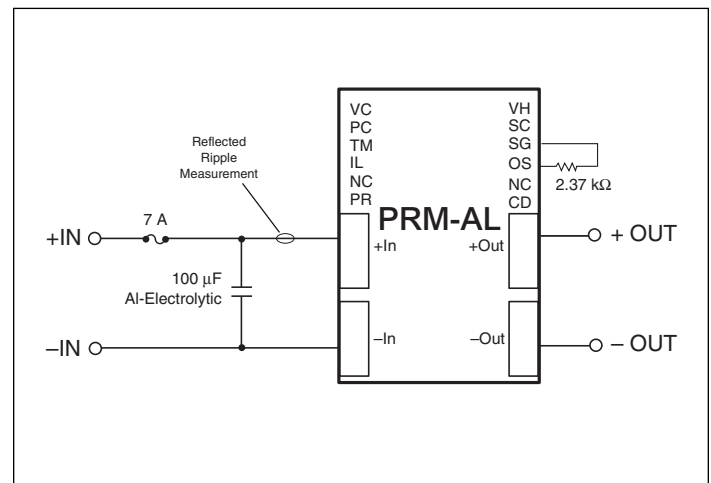 VC
PC
TM
IL
NC
PR
VH
SC
SG
OS
NC
CD
2.37 kΩ
Reflected
Ripple
Measurement
PRM-AL
7 A
+IN
+In
+Out
+ OUT
100 μF
Al-Electrolytic
–IN
–In
–Out
– OUT